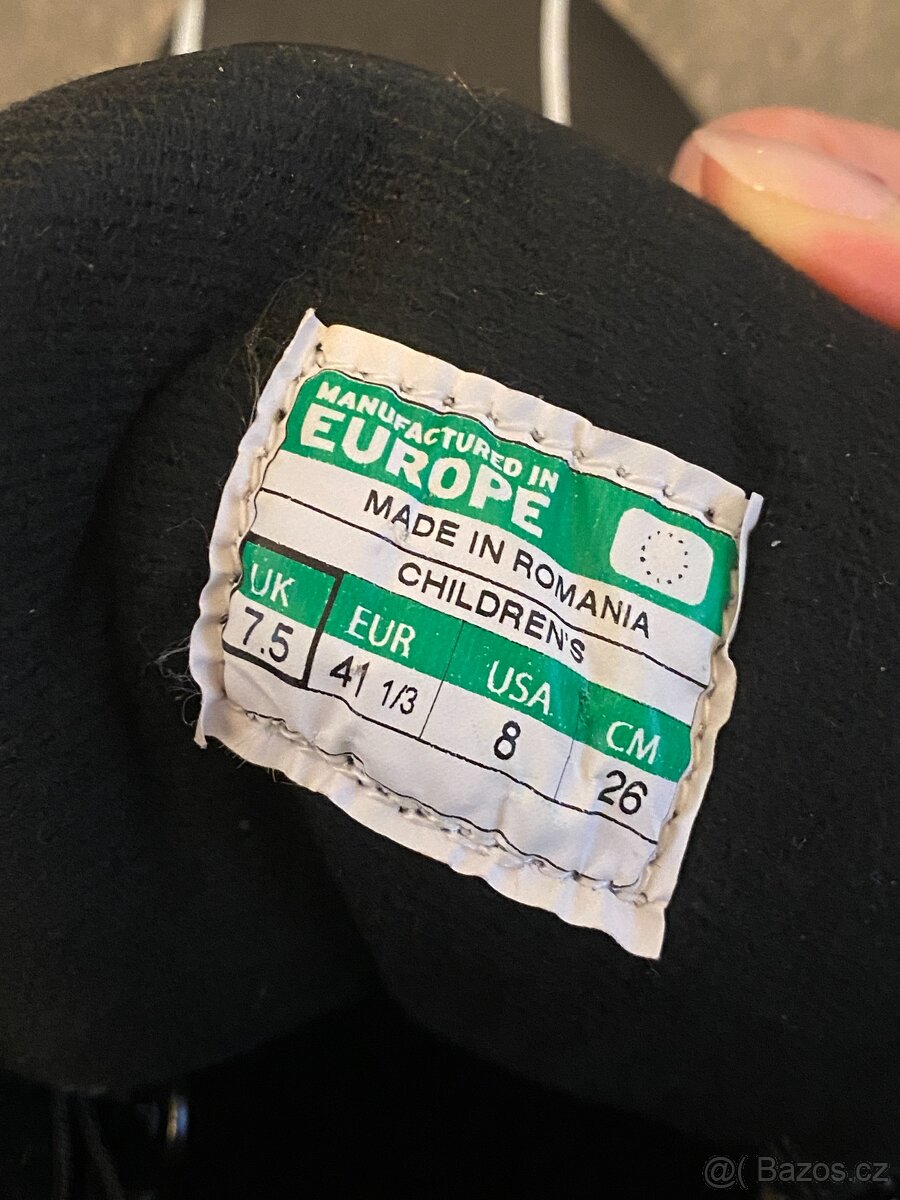 MANUFACTURED IN
EUROPE
MADE IN ROMANIA
CHILDREN'S
UK EUR USA CM
7.5 41 1/3 8 26
@( Bazos.cz